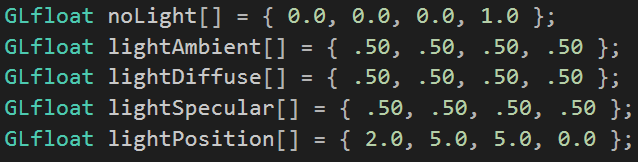 GLfloat noLight[] = { 0.0, 0.0, 0.0, 1.0 };
GLfloat lightAmbient[] = { .50, .50, .50, .50 };
GLfloat lightDiffuse[] = { .50, .50, .50, .50 };
GLfloat lightSpecular[] = { .50, .50, .50, .50 };
GLfloat lightPosition[] = { 2.0, 5.0, 5.0, 0.0 };